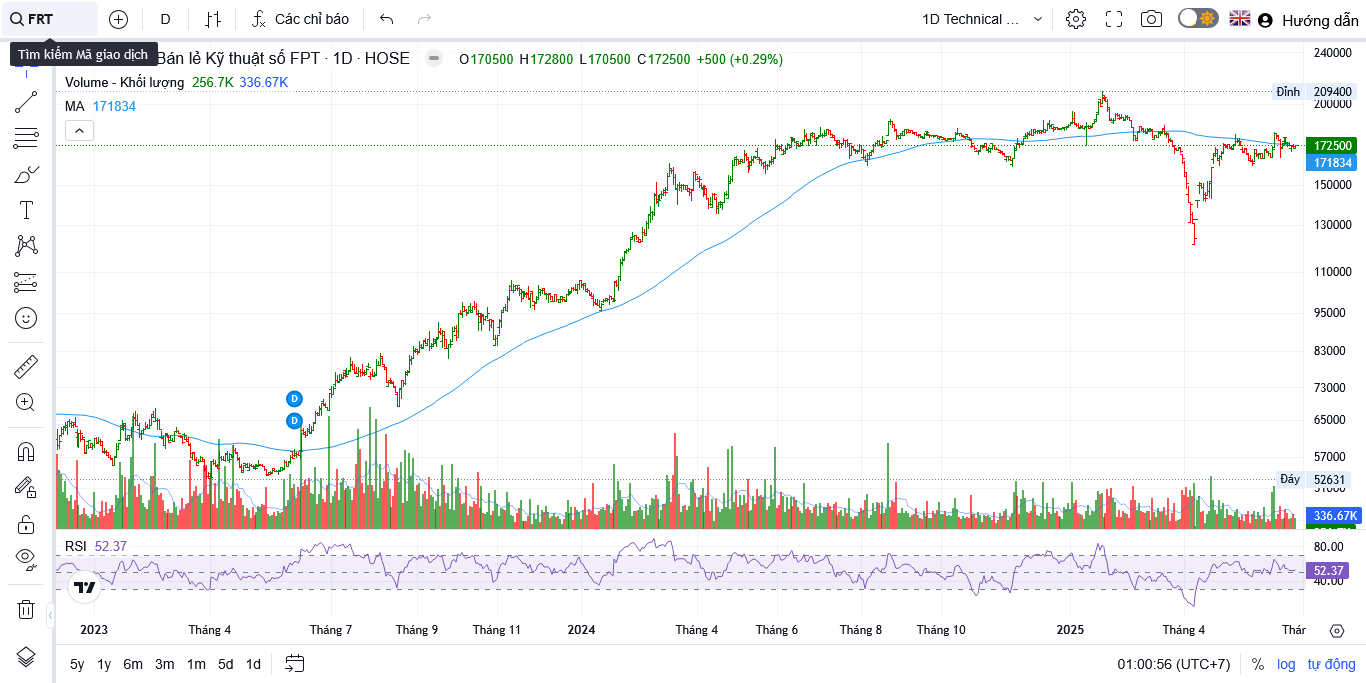 FRT
D
Các chỉ báo
1D Technical ...
Hướng dẫn
Tìm kiếm Mã giao dịch
Bán lẻ Kỹ thuật số FPT · 1D · HOSE
O170500 H172800 L170500 C172500 +500 (+0.29%)
Volume - Khối lượng 256.7K 336.67K
MA 171834
240000
Đỉnh 209400
200000
172500
171834
150000
130000
110000
95000
83000
73000
65000
57000
Đáy 52631
336.67K
D
D
RSI 52.37
80.00
52.37
40.00
2023 Tháng 4 Tháng 7 Tháng 9 Tháng 11 2024 Tháng 4 Tháng 6 Tháng 8 Tháng 10 2025 Tháng 4 Thár
5y 1y 6m 3m 1m 5d 1d
01:00:56 (UTC+7) % log tự động